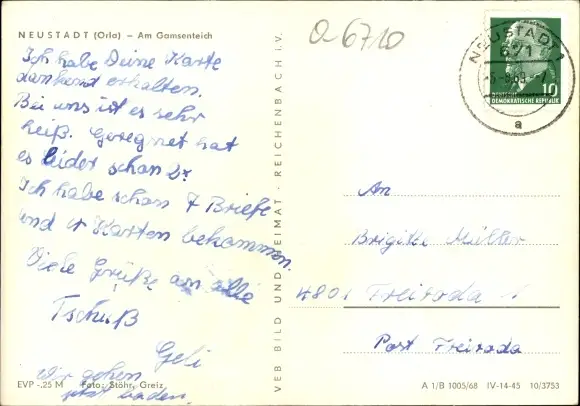 NEUSTADT (Orla) – Am Gamsenteich
Ich habe Deine Karte
dankend erhalten.
Bei uns ist es sehr
heiß. Geregnet hat
es leider schon 2x
Ich habe schon 7 Briefe
und 4 Karten bekommen.
Viele Grüße an alle
Tschüß
Geli
wir gehen
jetzt baden.
EVP -.25 M Foto: Stöhr, Greiz
VEB BILD UND HEIMAT · REICHENBACH I.V.
a-6710
NEUSTADT 1
671
a
10
DEMOKRATISCHE REPUBLIK
An
Brigitte Müller
4801 Freiroda
Post Freiroda
A 1/B 1005/68 IV-14-45 10/3753